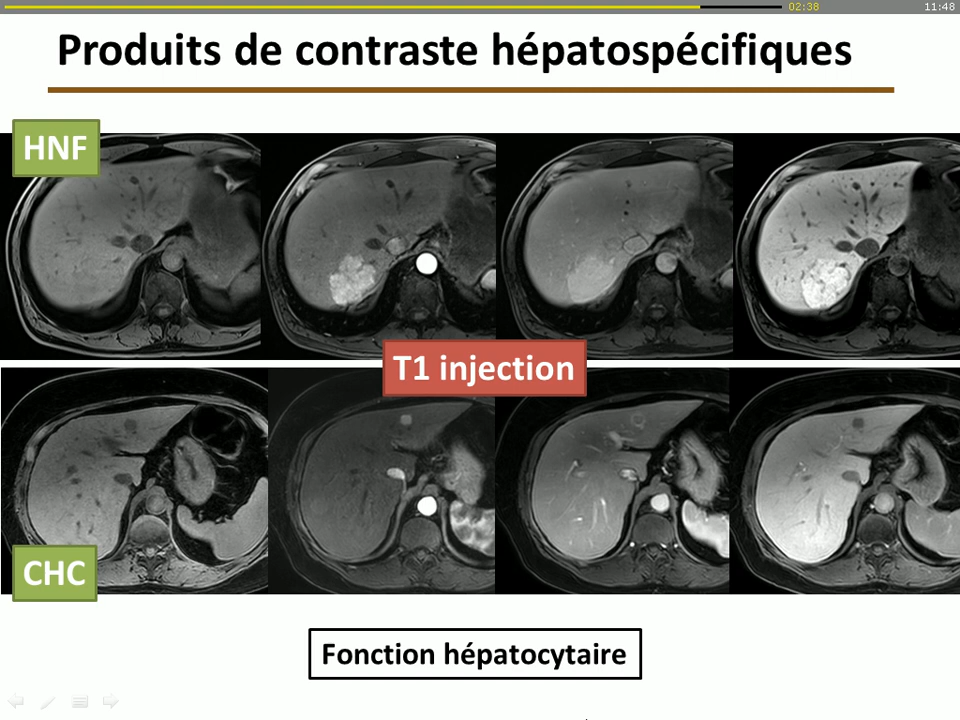 02:38
11:48
Produits de contraste hépatospécifiques
HNF
T1 injection
CHC
Fonction hépatocytaire